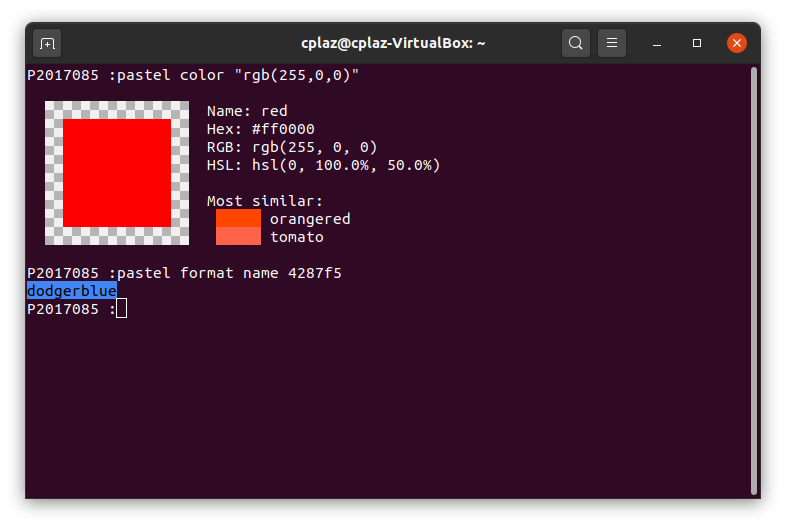 cplaz@cplaz-VirtualBox: ~
P2017085 :pastel color "rgb(255,0,0)"
Name: red
Hex: #ff0000
RGB: rgb(255, 0, 0)
HSL: hsl(0, 100.0%, 50.0%)
Most similar:
orangered
tomato
P2017085 :pastel format name 4287f5
dodgerblue
P2017085 :